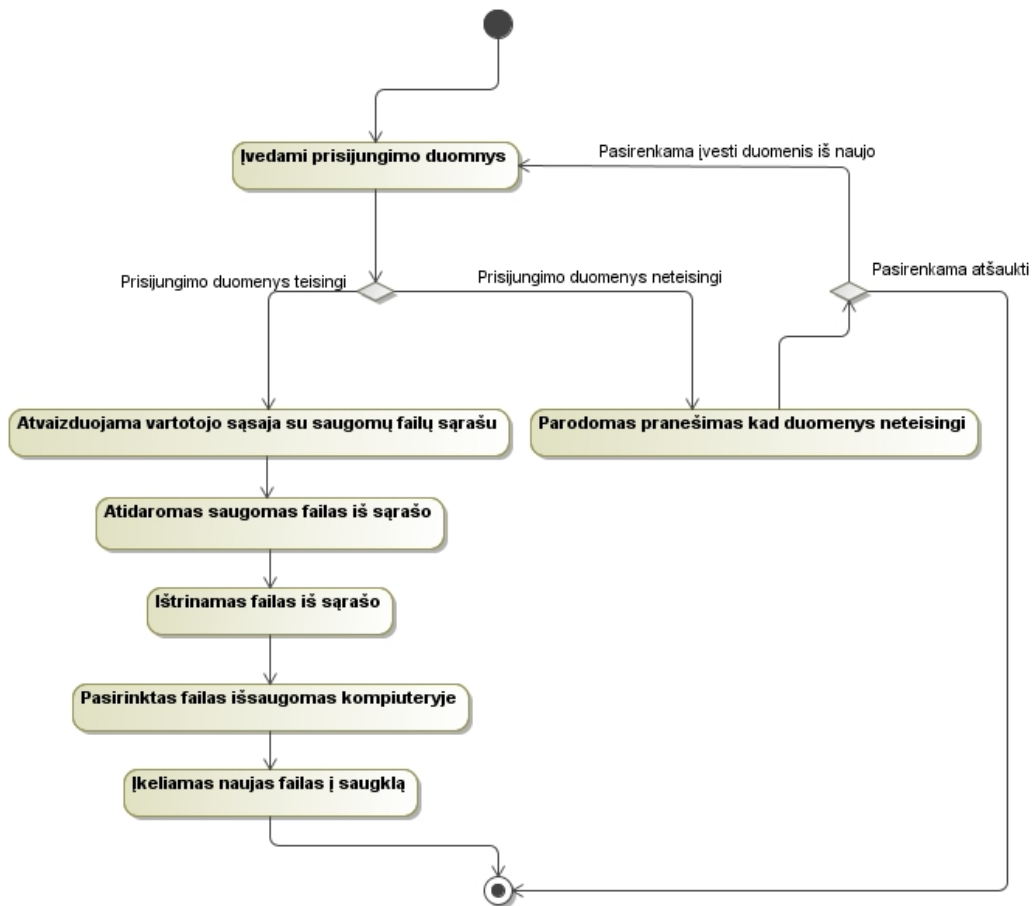 Įvedami prisijungimo duomnys
Pasirenkama įvesti duomenis iš naujo
Prisijungimo duomenys teisingi
Prisijungimo duomenys neteisingi
Pasirenkama atšaukti
Atvaizduojama vartotojo sąsaja su saugomų failų sąrašu
Parodomas pranešimas kad duomenys neteisingi
Atidaromas saugomas failas iš sąrašo
Ištrinamas failas iš sąrašo
Pasirinktas failas išsaugomas kompiuteryje
Įkeliamas naujas failas į saugklą